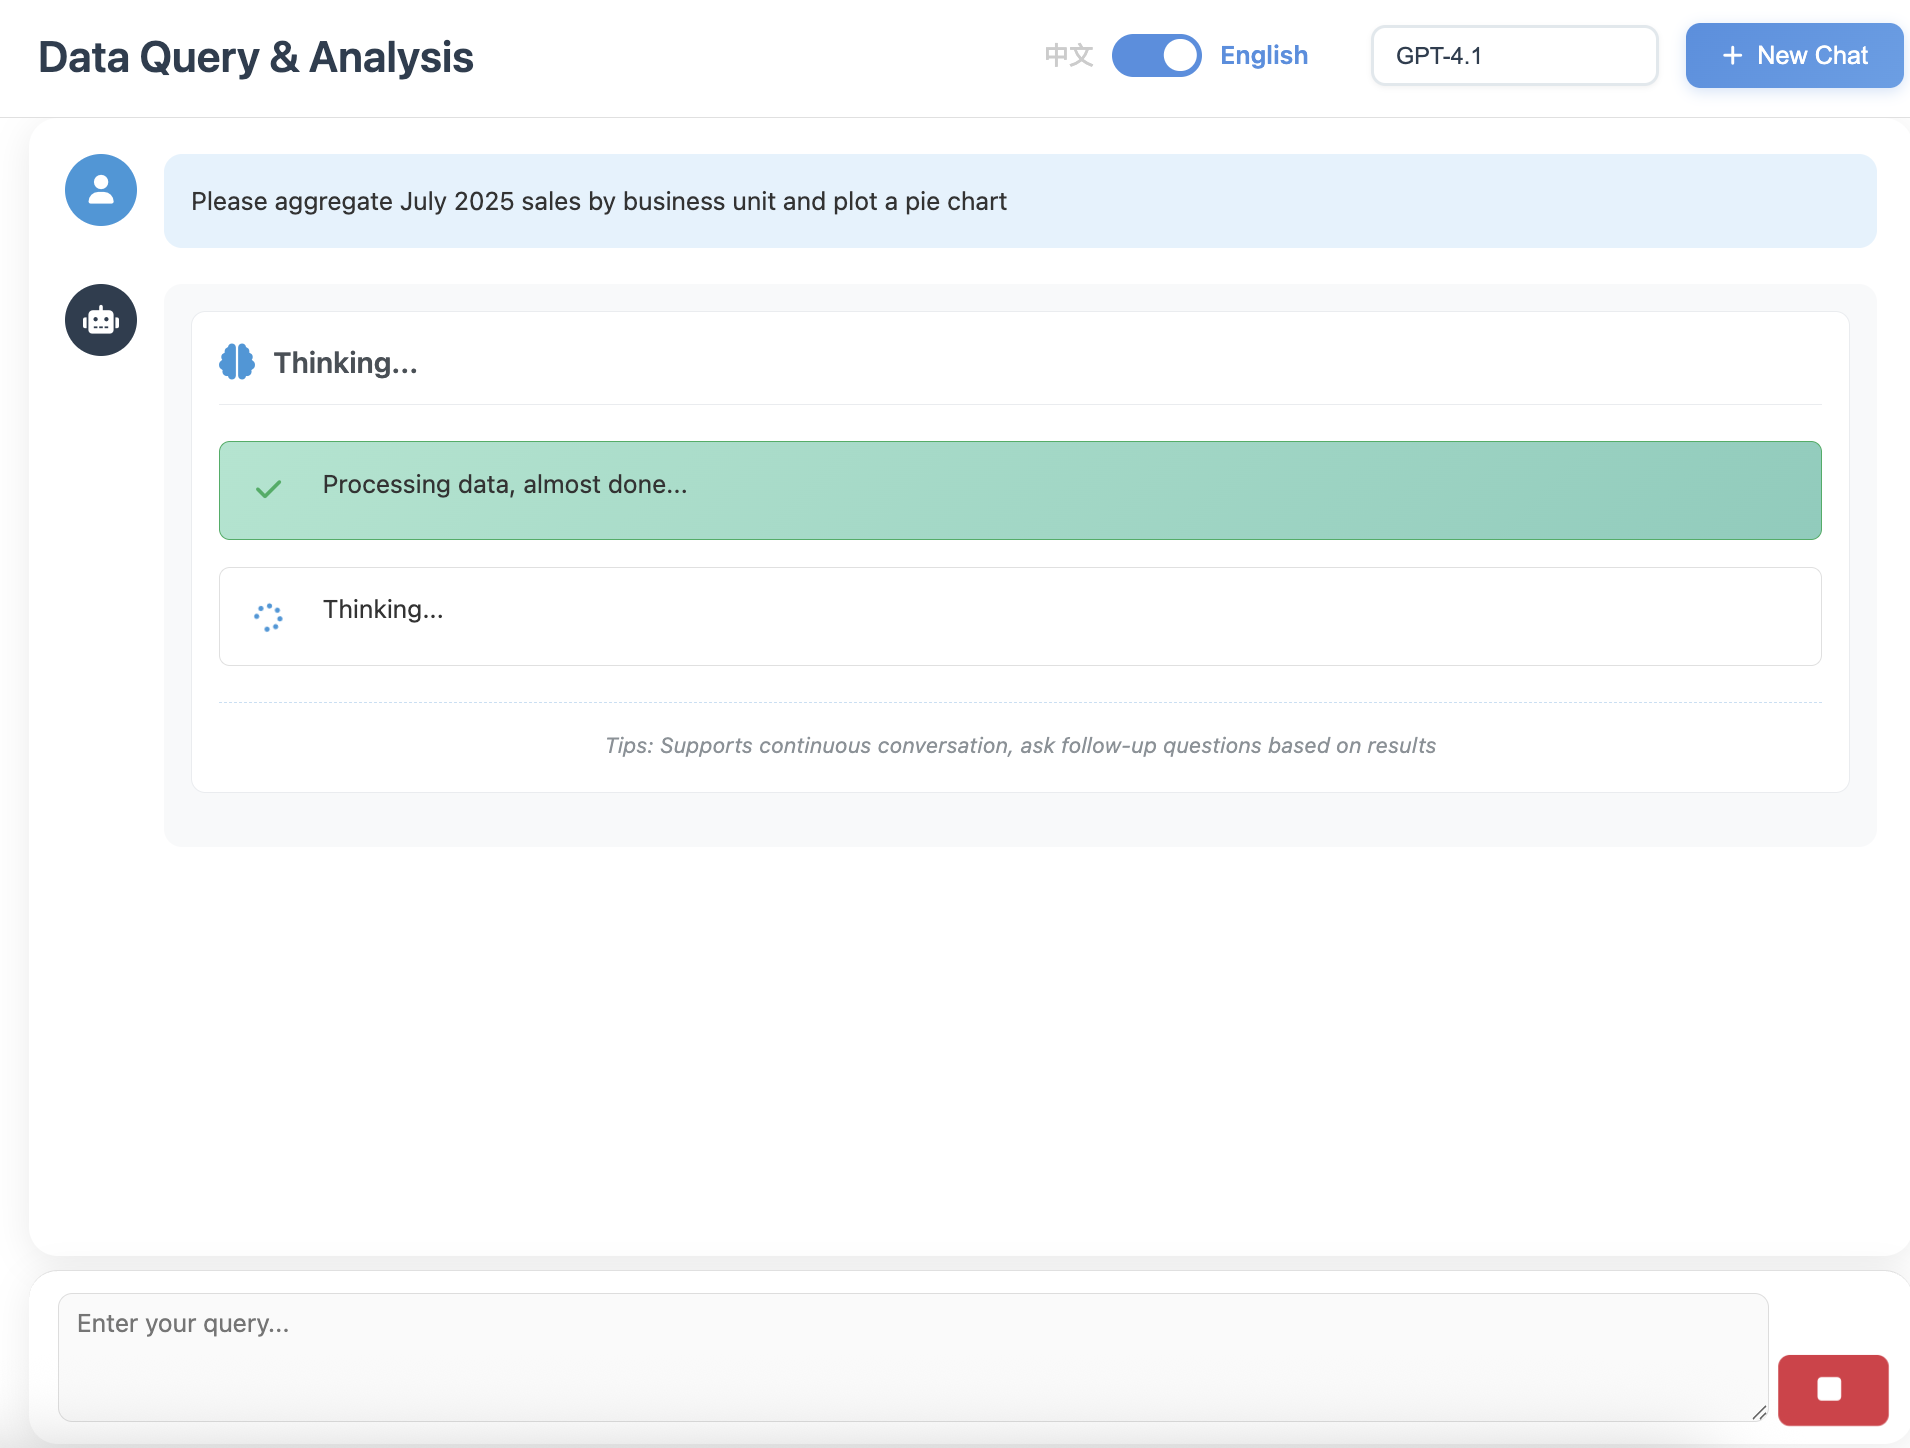 Data Query & Analysis
中文
English
GPT-4.1
+ New Chat
Please aggregate July 2025 sales by business unit and plot a pie chart
Thinking...
Processing data, almost done...
Thinking...
Tips: Supports continuous conversation, ask follow-up questions based on results
Enter your query...